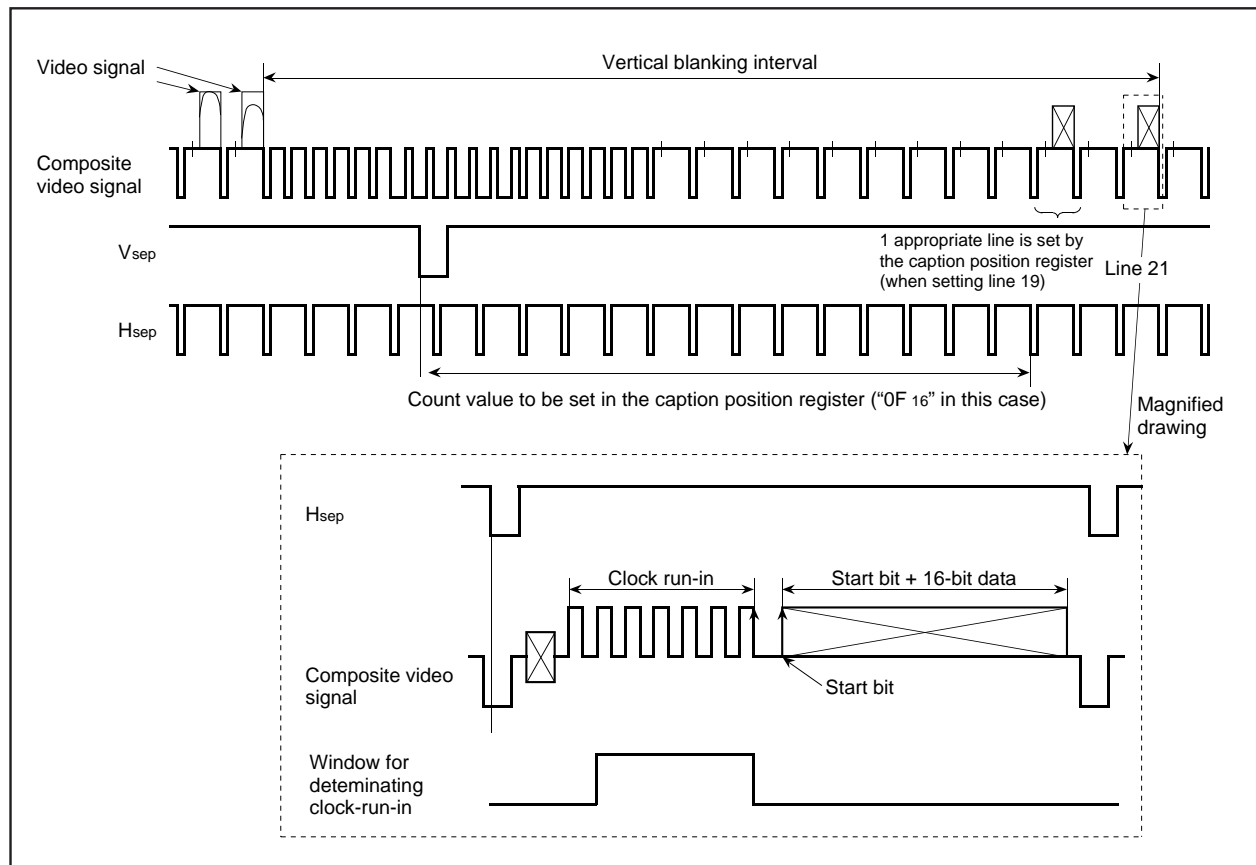 Video signal
Vertical blanking interval
Composite
video signal
Vsep
1 appropriate line is set by
the caption position register
(when setting line 19)
Line 21
Hsep
Count value to be set in the caption position register (“0F 16” in this case)
Magnified
drawing
Hsep
Clock run-in
Start bit + 16-bit data
Composite video
signal
Start bit
Window for
deteminating
clock-run-in